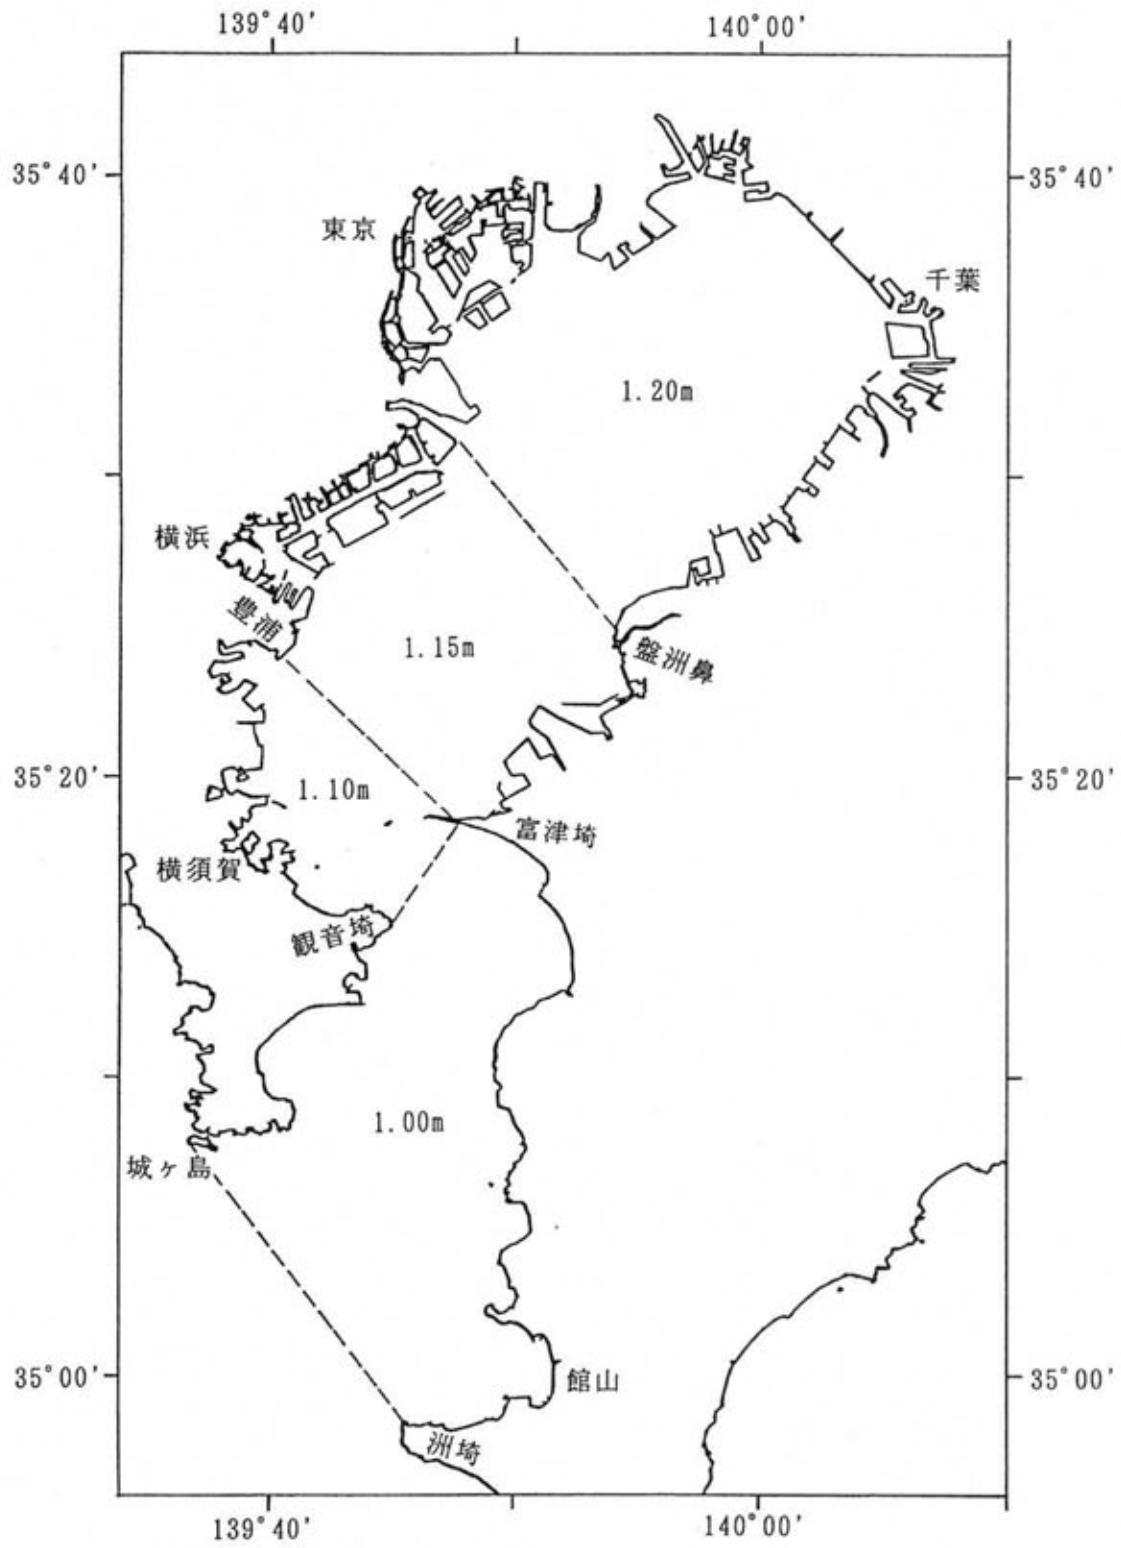 139°40'
140°00'
35°40'
35°40'
東京
千葉
1.20m
横浜
豊浦
1.15m
盤洲鼻
35°20'
35°20'
1.10m
富津埼
横須賀
観音埼
1.00m
城ヶ島
35°00'
35°00'
館山
洲埼
139°40'
140°00'